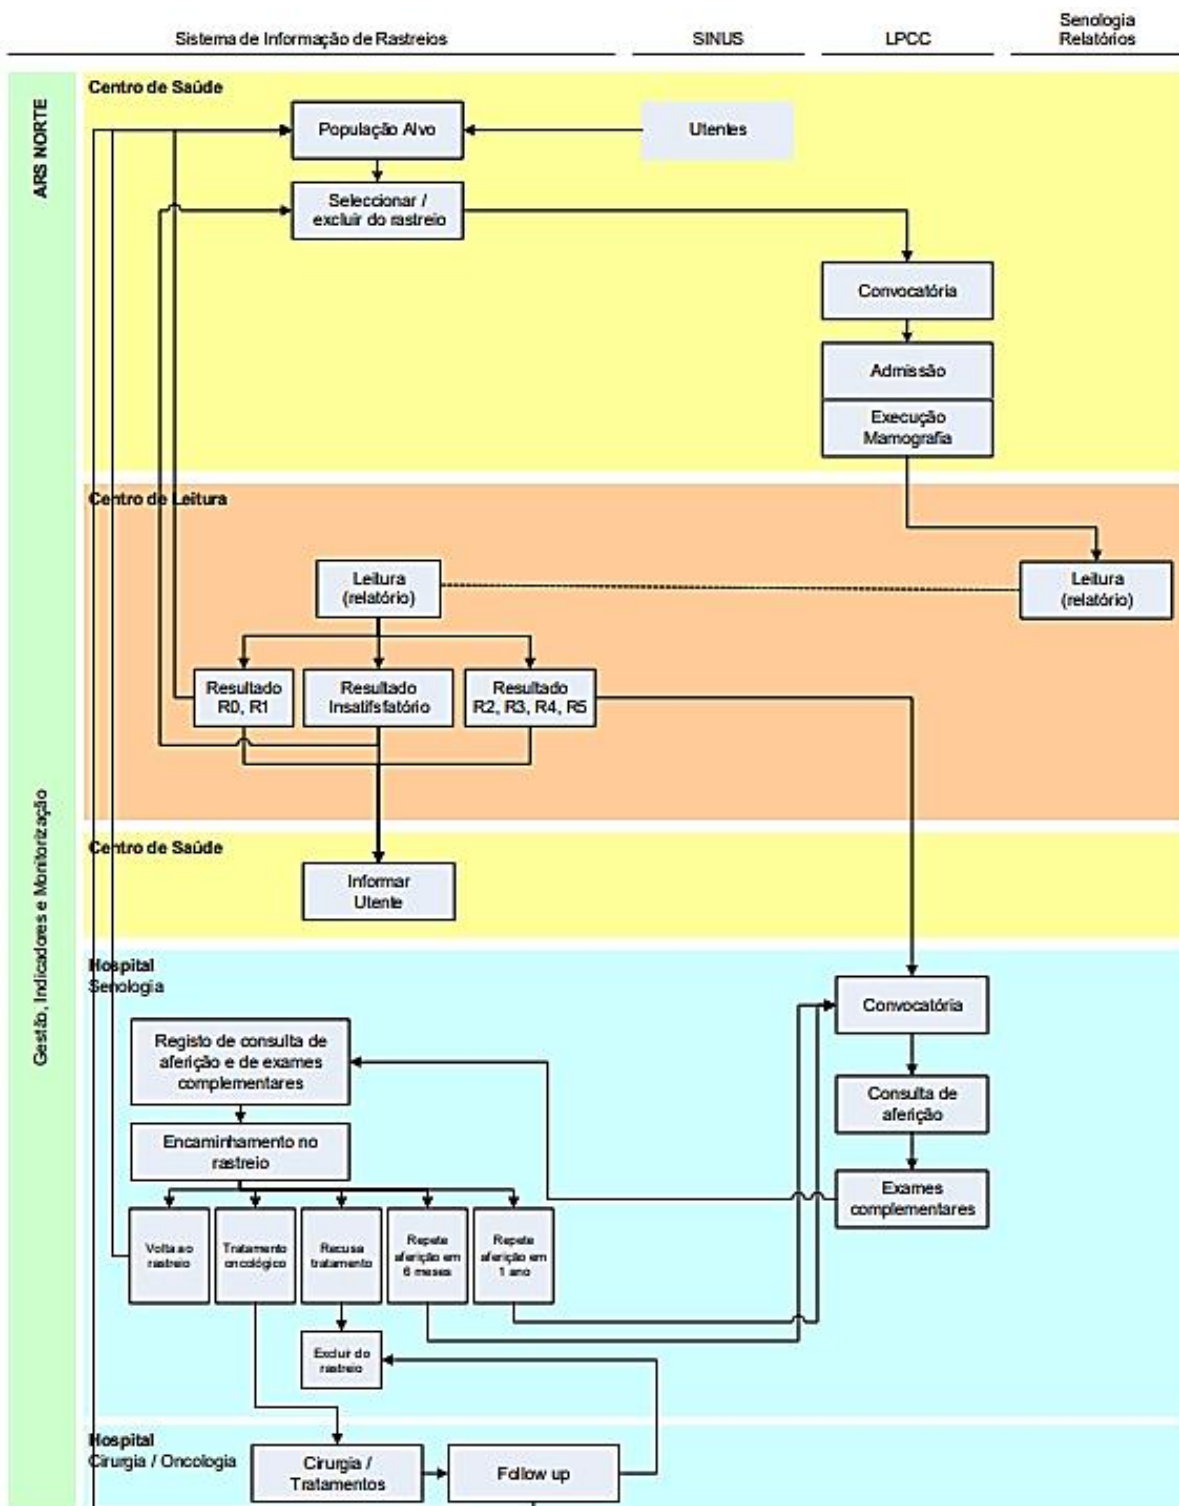 Sistema de Informação de Rastreios
SINUS
LPCC
Senologia
Relatórios
ARS NORTE
Gestão, Indicadores e Monitorização
Centro de Saúde
População Alvo
Utentes
Seleccionar /
excluir do rastreio
Convocatória
Admissão
Execução
Mamografia
Centro de Leitura
Leitura
(relatório)
Leitura
(relatório)
Resultado
R0, R1
Resultado
Insatifsfatório
Resultado
R2, R3, R4, R5
Centro de Saúde
Informar
Utente
Hospital
Senologia
Convocatória
Registo de consulta de
aferição e de exames
complementares
Consulta de
aferição
Encaminhamento no
rastreio
Exames
complementares
Volta ao
rastreio
Tratamento
oncológico
Recusa
tratamento
Repete
aferição em
6 meses
Repete
aferição em
1 ano
Excluir do
rastreio
Hospital
Cirurgia / Oncologia
Cirurgia /
Tratamentos
Follow up